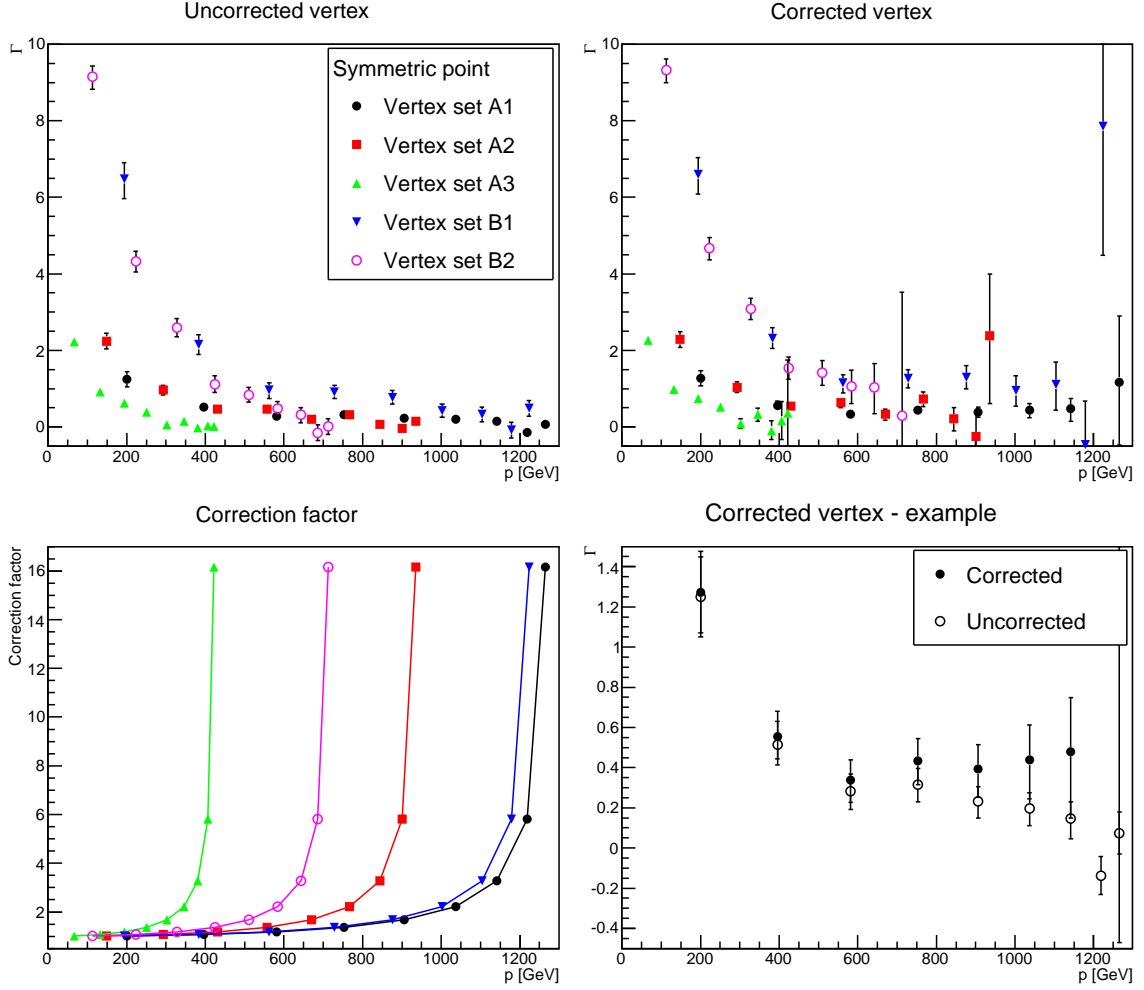 Uncorrected vertex
Γ
10
8
6
4
2
0
Symmetric point
Vertex set A1
Vertex set A2
Vertex set A3
Vertex set B1
Vertex set B2
0 200 400 600 800 1000 1200
p [GeV]
Corrected vertex
Γ
10
8
6
4
2
0
0 200 400 600 800 1000 1200
p [GeV]
Correction factor
Correction factor
16
14
12
10
8
6
4
2
0 200 400 600 800 1000 1200
p [GeV]
Corrected vertex - example
Γ
1.4
1.2
1
0.8
0.6
0.4
0.2
0
-0.2
-0.4
Corrected
Uncorrected
0 200 400 600 800 1000 1200
p [GeV]